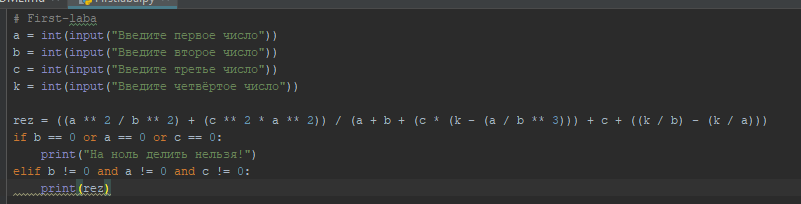 # First-laba
a = int(input("Введите первое число"))
b = int(input("Введите второе число"))
c = int(input("Введите третье число"))
k = int(input("Введите четвёртое число"))
rez = ((a ** 2 / b ** 2) + (c ** 2 * a ** 2)) / (a + b + (c * (k - (a / b ** 3))) + c + ((k / b) - (k / a)))
if b == 0 or a == 0 or c == 0:
    print("На ноль делить нельзя!")
elif b != 0 and a != 0 and c != 0:
    print(rez)